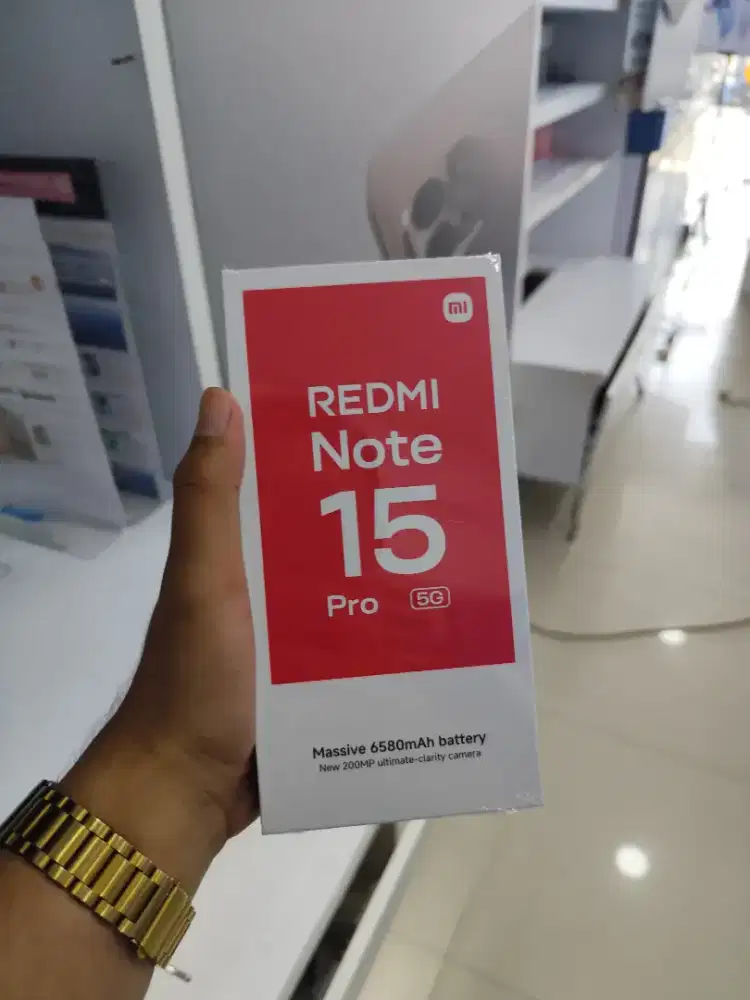 mi
REDMI
Note
15
Pro 5G
Massive 6580mAh battery
New 200MP ultimate-clarity camera